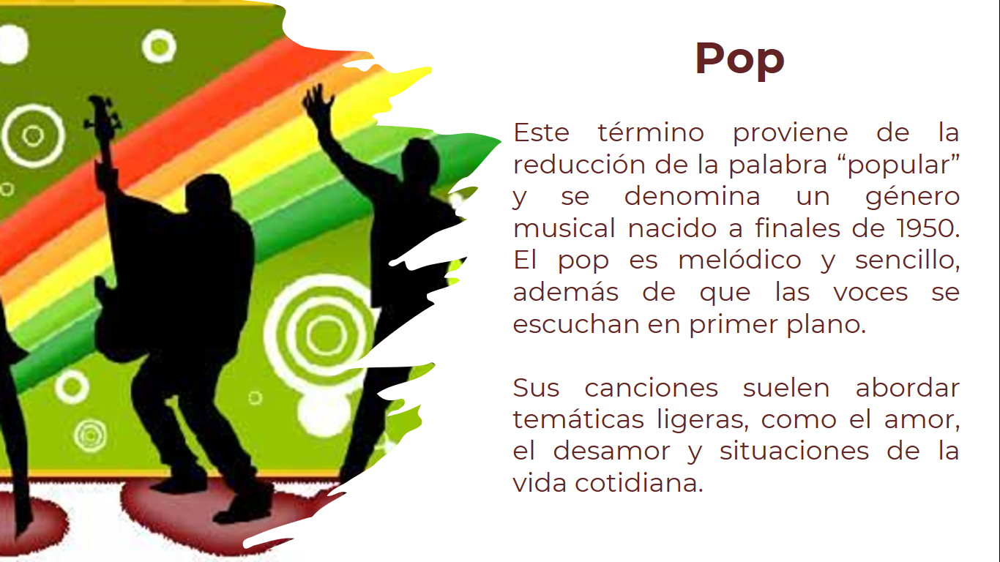 Pop
Este término proviene de la
reducción de la palabra “popular”
y se denomina un género
musical nacido a finales de 1950.
El pop es melódico y sencillo,
además de que las voces se
escuchan en primer plano.
Sus canciones suelen abordar
temáticas ligeras, como el amor,
el desamor y situaciones de la
vida cotidiana.